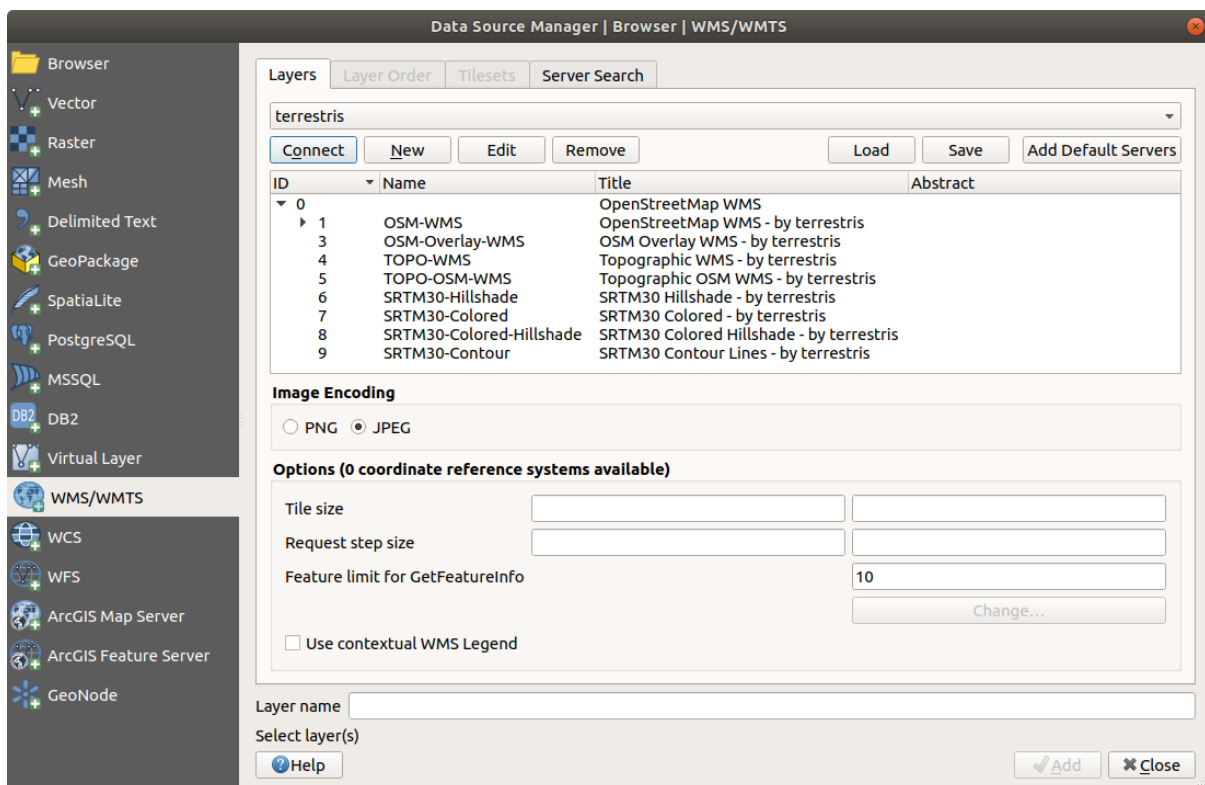 Data Source Manager | Browser | WMS/WMTS
Browser
Vector
Raster
Mesh
Delimited Text
GeoPackage
SpatiaLite
PostgreSQL
MSSQL
DB2 DB2
Virtual Layer
WMS/WMTS
WCS
WFS
ArcGIS Map Server
ArcGIS Feature Server
GeoNode
Layers Layer Order Tilesets Server Search
terrestris
Connect New Edit Remove Load Save Add Default Servers
ID Name Title Abstract
0 OpenStreetMap WMS
1 OSM-WMS OpenStreetMap WMS - by terrestris
3 OSM-Overlay-WMS OSM Overlay WMS - by terrestris
4 TOPO-WMS Topographic WMS - by terrestris
5 TOPO-OSM-WMS Topographic OSM WMS - by terrestris
6 SRTM30-Hillshade SRTM30 Hillshade - by terrestris
7 SRTM30-Colored SRTM30 Colored - by terrestris
8 SRTM30-Colored-Hillshade SRTM30 Colored Hillshade - by terrestris
9 SRTM30-Contour SRTM30 Contour Lines - by terrestris
Image Encoding
PNG JPEG
Options (0 coordinate reference systems available)
Tile size
Request step size
Feature limit for GetFeatureInfo 10
Change...
Use contextual WMS Legend
Layer name
Select layer(s)
Help Add Close